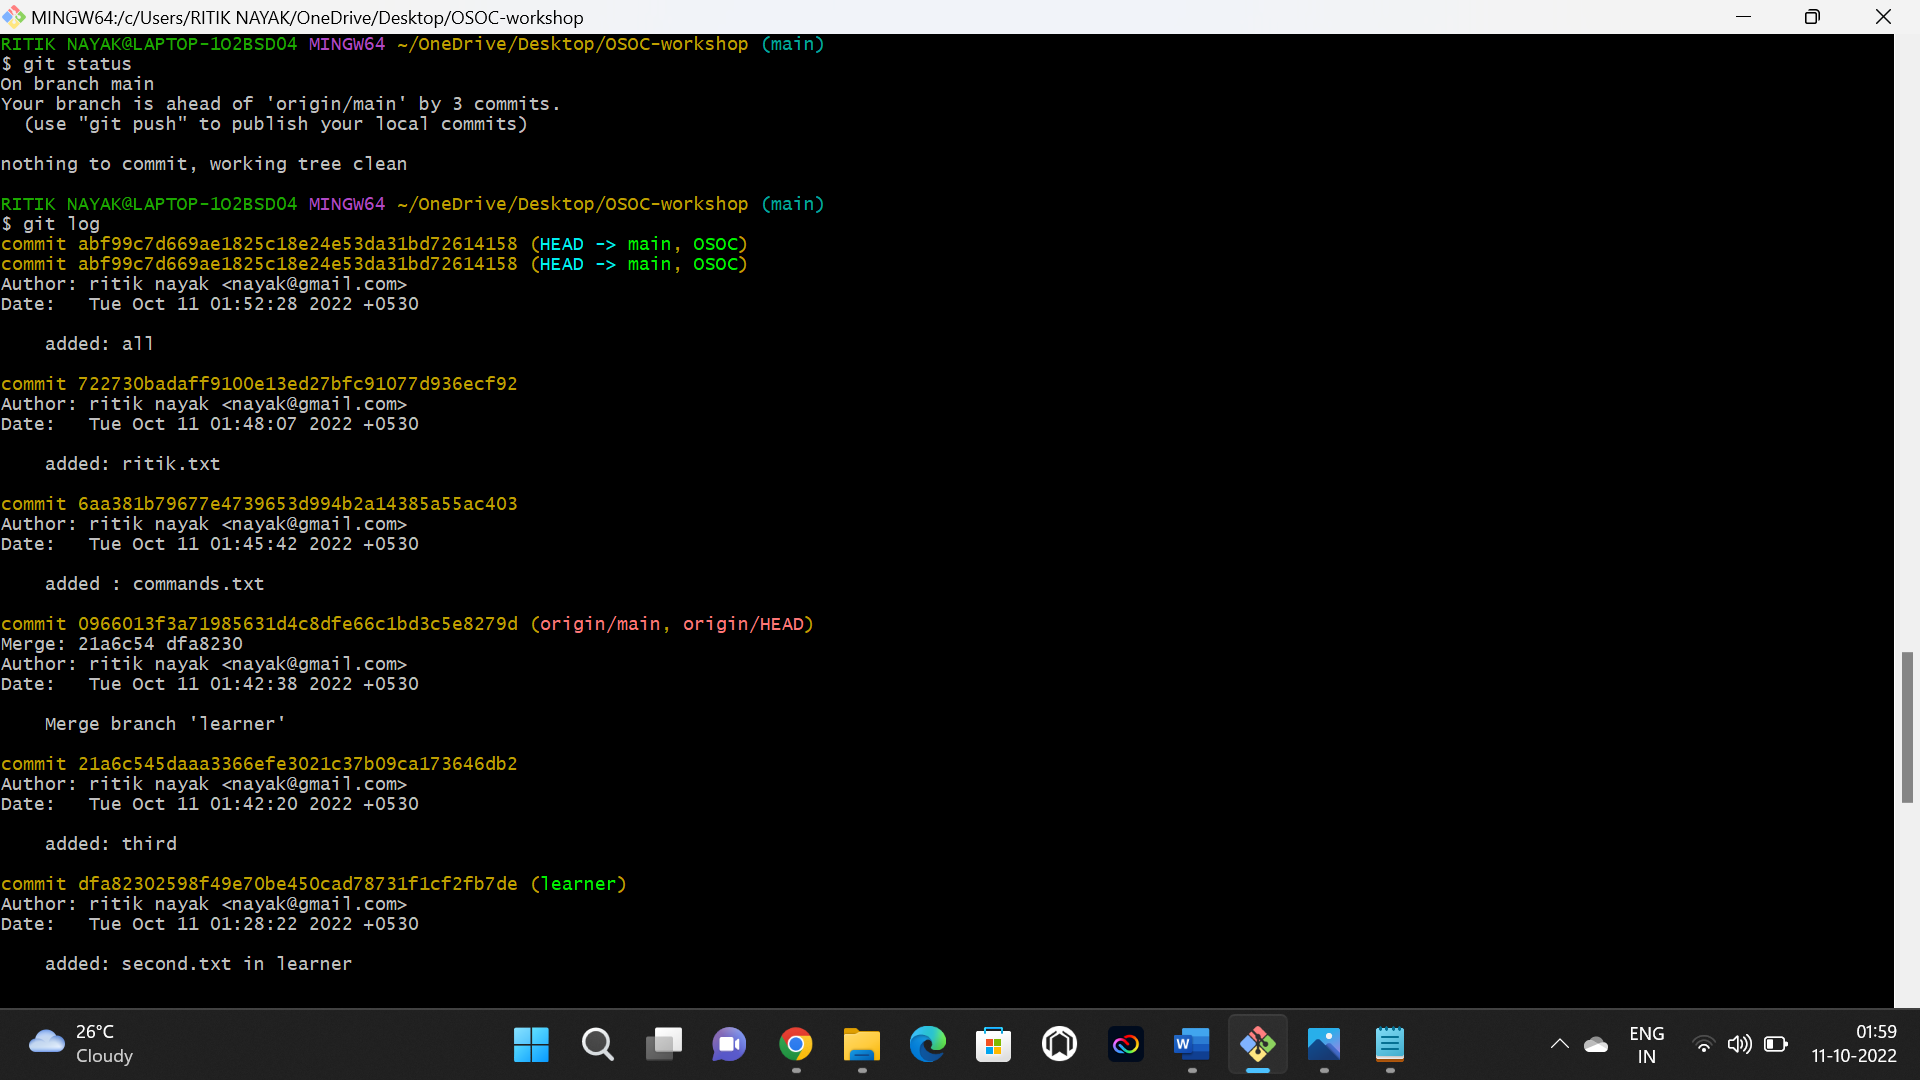 MINGW64:/c/Users/RITIK NAYAK/OneDrive/Desktop/OSOC-workshop
RITIK NAYAK@LAPTOP-1O2BSD04 MINGW64 ~/OneDrive/Desktop/OSOC-workshop (main)
$ git status
On branch main
Your branch is ahead of 'origin/main' by 3 commits.
  (use "git push" to publish your local commits)
nothing to commit, working tree clean
RITIK NAYAK@LAPTOP-1O2BSD04 MINGW64 ~/OneDrive/Desktop/OSOC-workshop (main)
$ git log
commit abf99c7d669ae1825c18e24e53da31bd72614158 (HEAD -> main, OSOC)
commit abf99c7d669ae1825c18e24e53da31bd72614158 (HEAD -> main, OSOC)
Author: ritik nayak <nayak@gmail.com>
Date:   Tue Oct 11 01:52:28 2022 +0530
    added: all
commit 722730badaff9100e13ed27bfc91077d936ecf92
Author: ritik nayak <nayak@gmail.com>
Date:   Tue Oct 11 01:48:07 2022 +0530
    added: ritik.txt
commit 6aa381b79677e4739653d994b2a14385a55ac403
Author: ritik nayak <nayak@gmail.com>
Date:   Tue Oct 11 01:45:42 2022 +0530
    added : commands.txt
commit 0966013f3a71985631d4c8dfe66c1bd3c5e8279d (origin/main, origin/HEAD)
Merge: 21a6c54 dfa8230
Author: ritik nayak <nayak@gmail.com>
Date:   Tue Oct 11 01:42:38 2022 +0530
    Merge branch 'learner'
commit 21a6c545daaa3366efe3021c37b09ca173646db2
Author: ritik nayak <nayak@gmail.com>
Date:   Tue Oct 11 01:42:20 2022 +0530
    added: third
commit dfa82302598f49e70be450cad78731f1cf2fb7de (learner)
Author: ritik nayak <nayak@gmail.com>
Date:   Tue Oct 11 01:28:22 2022 +0530
    added: second.txt in learner
26°C
Cloudy
W
ENG
IN
01:59
11-10-2022